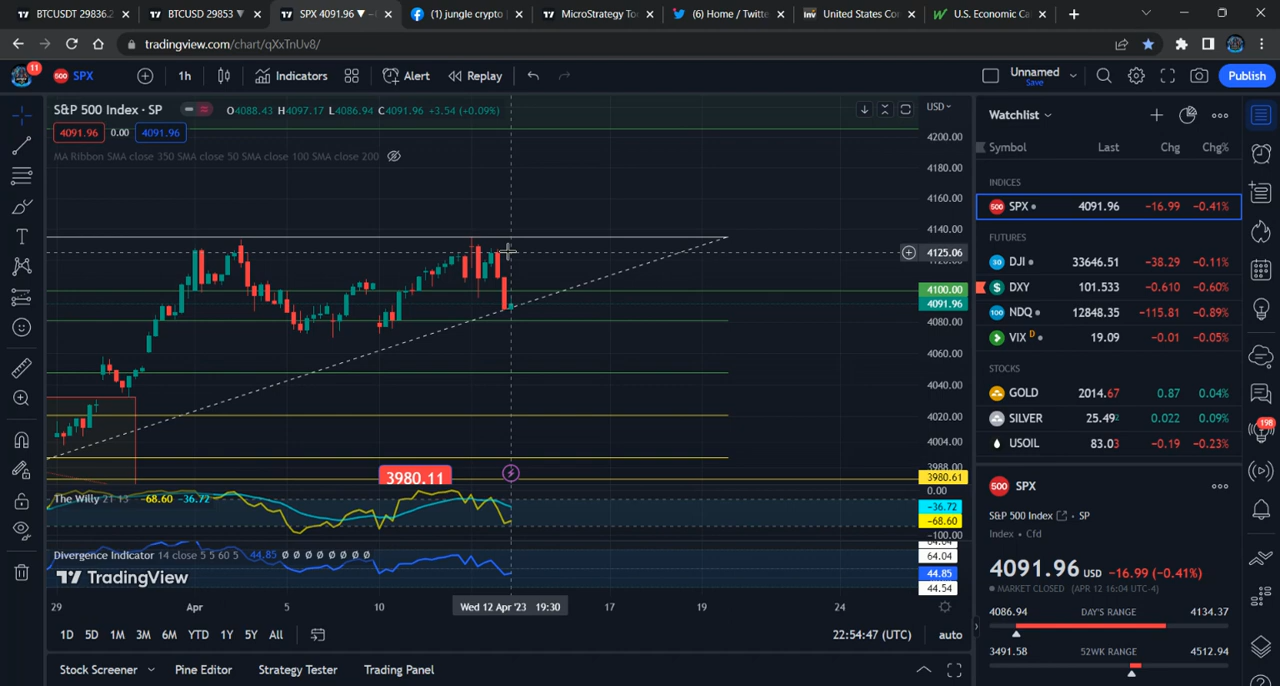 BTCUSDT 29836.2
BTCUSD 29853 ▼
SPX 4091.96 ▼
(1) jungle crypto
MicroStrategy To
(6) Home / Twitte
United States Co
U.S. Economic Ca
tradingview.com/chart/qXxTnUv8/
11
500 SPX
1h
Indicators
Alert
Replay
Unnamed
Save
Publish
S&P 500 Index · SP
O4088.43 H4097.17 L4086.94 C4091.96 +3.54 (+0.09%)
USD
4091.96 0.00 4091.96
MA Ribbon SMA close 350 SMA close 50 SMA close 100 SMA close 200
4200.00
4180.00
4160.00
4140.00
4125.06
4100.00
4091.96
4080.00
4060.00
4040.00
4020.00
4004.00
3988.00
3980.61
3980.11
The Willy 21 13 -68.60 -36.72
0.00
-36.72
-68.60
-100.00
Divergence Indicator 14 close 5 5 60 5 44.85 Ø Ø Ø Ø Ø Ø Ø Ø
64.04
44.85
44.54
TradingView
29 Apr 5 10 Wed 12 Apr '23 19:30 17 19 24
1D 5D 1M 3M 6M YTD 1Y 5Y All
22:54:47 (UTC)
auto
Stock Screener
Pine Editor
Strategy Tester
Trading Panel
Watchlist
Symbol Last Chg Chg%
INDICES
500 SPX 4091.96 −16.99 −0.41%
FUTURES
30 DJI 33646.51 −38.29 −0.11%
$ DXY 101.533 −0.610 −0.60%
100 NDQ 12848.35 −115.81 −0.89%
VIX D 19.09 −0.01 −0.05%
STOCKS
GOLD 2014.67 0.87 0.04%
SILVER 25.49² 0.022 0.09%
USOIL 83.03 −0.19 −0.23%
198
500 SPX
S&P 500 Index · SP
Index · Cfd
4091.96 USD −16.99 (−0.41%)
MARKET CLOSED (APR 12 16:04 UTC-4)
4086.94 DAY'S RANGE 4134.37
3491.58 52WK RANGE 4512.94